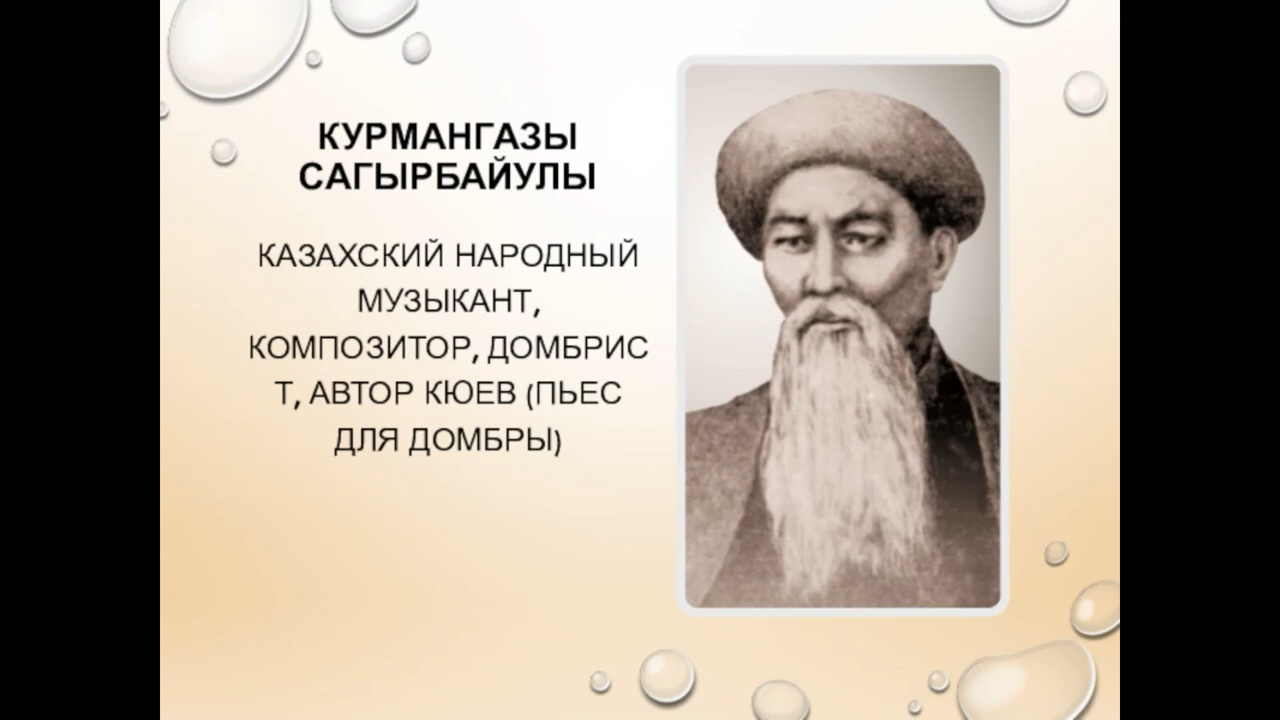 КУРМАНГАЗЫ
САГЫРБАЙУЛЫ
КАЗАХСКИЙ НАРОДНЫЙ
МУЗЫКАНТ,
КОМПОЗИТОР, ДОМБРИС
Т, АВТОР КЮЕВ (ПЬЕС
ДЛЯ ДОМБРЫ)